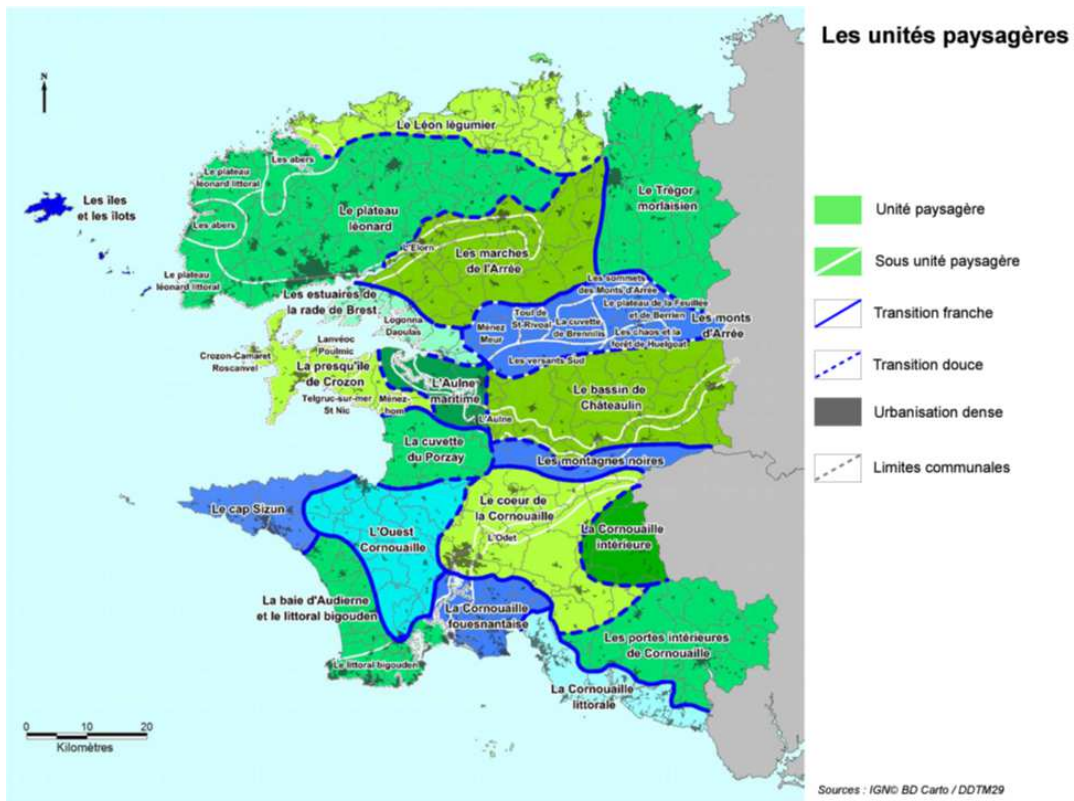 Les unités paysagères
N
Le Léon légumier
Les abers
Le plateau
léonard littoral
Les îles
et les îlots
Le Trégor
morlaisien
Le plateau
léonard
Les abers
L'Elorn
Les marches
de l'Arrée
Le plateau
léonard littoral
Les sommets
des Monts d'Arrée
Les estuaires de
la rade de Brest
Logonna
Daoulas
Ménez
Meur
Toul de
St-Rivoal
La cuvette
de Brennilis
Le plateau de la Feuillée
et de Berrien
Les chaos et la
forêt de Huelgoat
Les monts
d'Arrée
Les versants Sud
Lanvéoc
Poulmic
Crozon-Camaret
Roscanvel
La presqu'île
de Crozon
Telgruc-sur-mer
St Nic
Ménez-
hom
L'Aulne
maritime
L'Aulne
Le bassin de
Châteaulin
La cuvette
du Porzay
Les montagnes noires
Le cap Sizun
L'Ouest
Cornouaille
Le coeur de
la Cornouaille
L'Odet
La Cornouaille
intérieure
La baie d'Audierne
et le littoral bigouden
La Cornouaille
fouesnantaise
Les portes intérieures
de Cornouaille
Le littoral bigouden
La Cornouaille
littorale
0 10 20
Kilomètres
Unité paysagère
Sous unité paysagère
Transition franche
Transition douce
Urbanisation dense
Limites communales
Sources : IGN© BD Carto / DDTM29